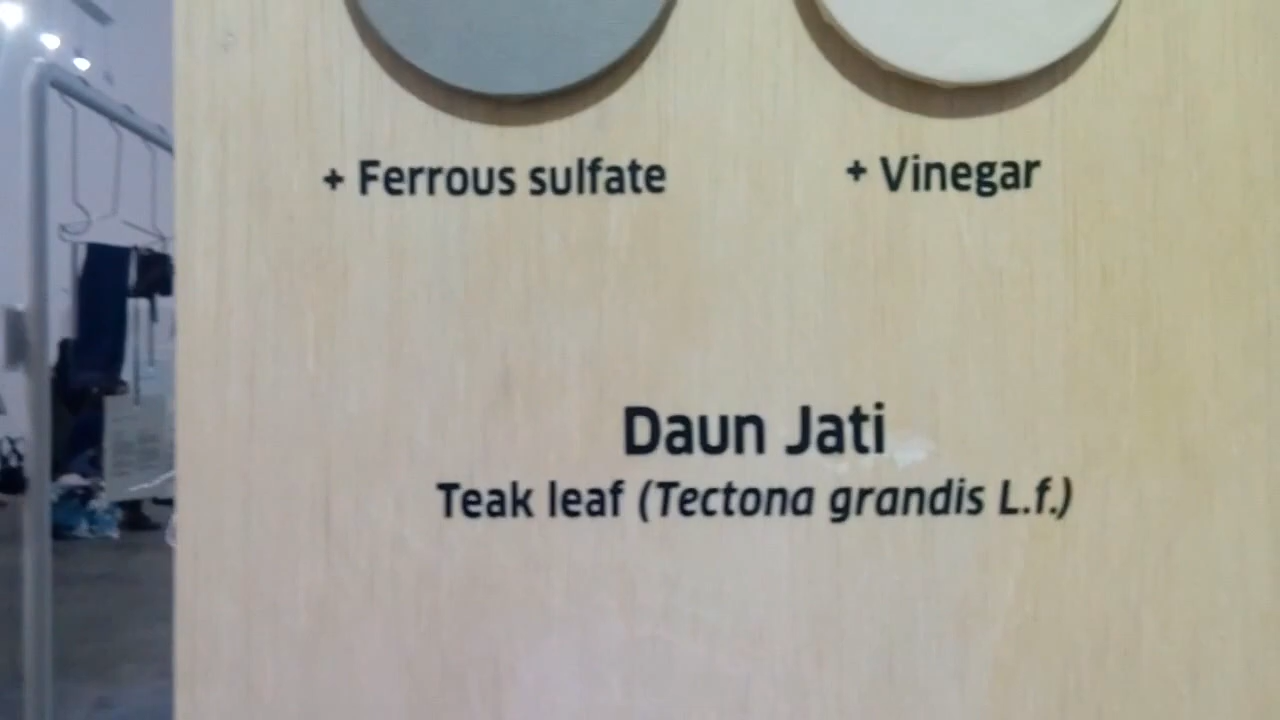 + Ferrous sulfate
+ Vinegar
Daun Jati
Teak leaf (Tectona grandis L.f.)